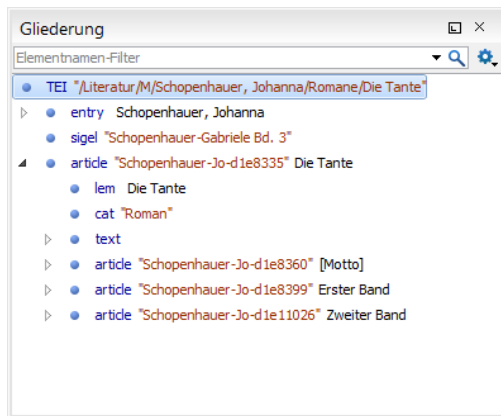 Gliederung
Elementnamen-Filter
TEI "/Literatur/M/Schopenhauer, Johanna/Romane/Die Tante"
entry Schopenhauer, Johanna
sigel "Schopenhauer-Gabriele Bd. 3"
article "Schopenhauer-Jo-d1e8335" Die Tante
lem Die Tante
cat "Roman"
text
article "Schopenhauer-Jo-d1e8360" [Motto]
article "Schopenhauer-Jo-d1e8399" Erster Band
article "Schopenhauer-Jo-d1e11026" Zweiter Band